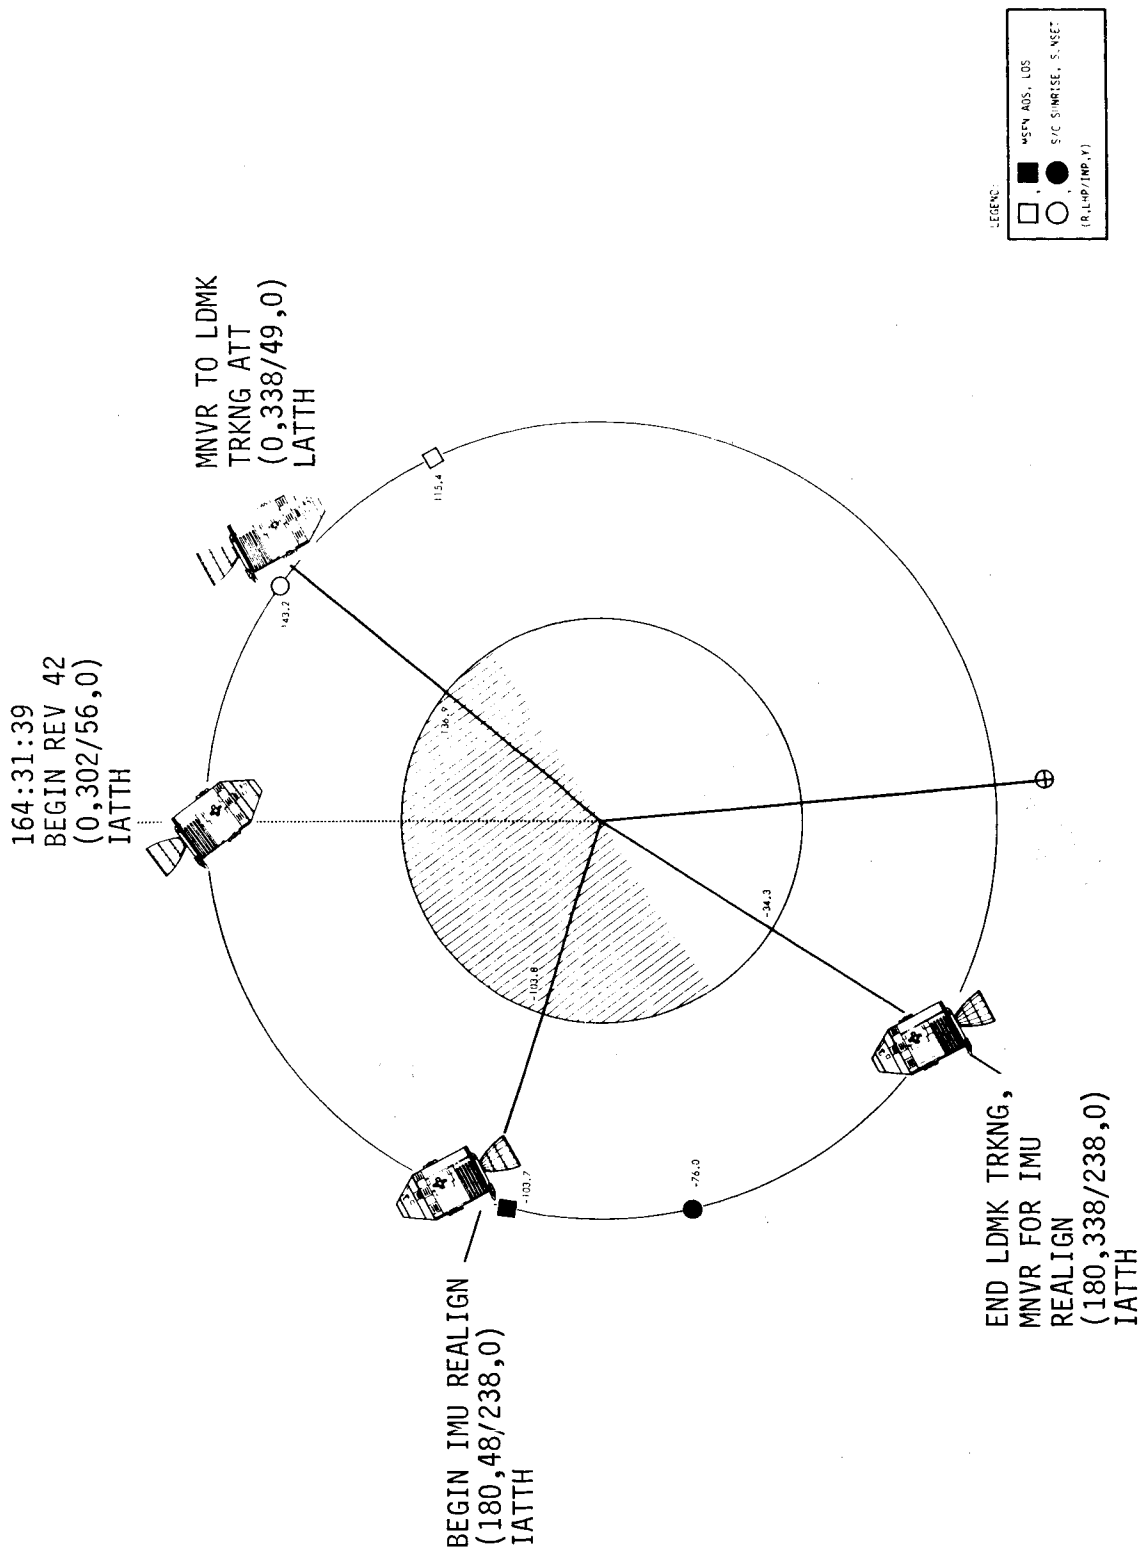 164:31:39
BEGIN REV 42
(0,302/56,0)
IATTH
MNVR TO LDMK
TRKNG ATT
(0,338/49,0)
LATTH
143.2
115.4
136.9
-103.8
-34.3
-103.7
-76.0
BEGIN IMU REALIGN
(180,48/238,0)
IATTH
END LDMK TRKNG,
MNVR FOR IMU
REALIGN
(180,338/238,0)
IATTH
LEGEND:
, MSFN AOS, LOS
, S/C SUNRISE, SUNSET
(R,LHP/INP,Y)